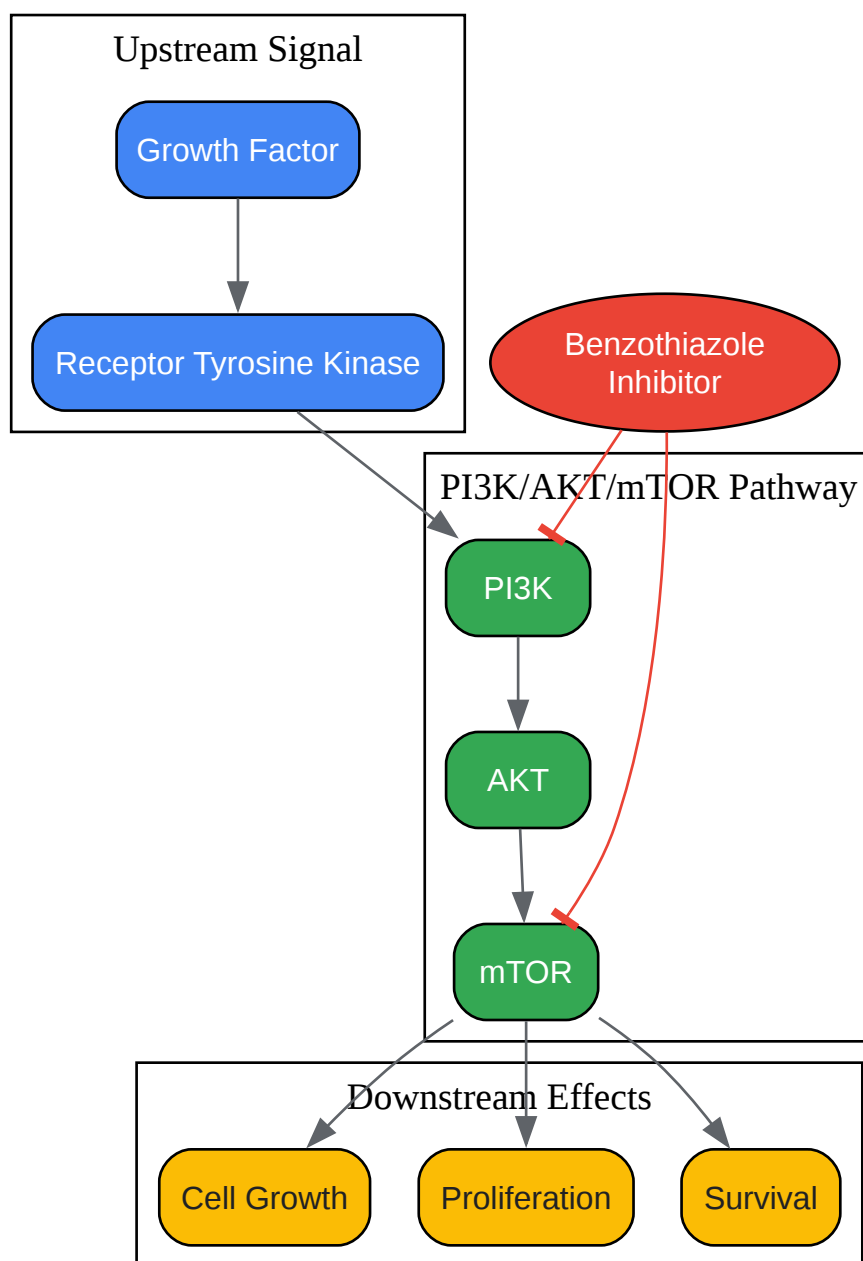 Upstream Signal
Growth Factor
Receptor Tyrosine Kinase
Benzothiazole
Inhibitor
PI3K/AKT/mTOR Pathway
PI3K
AKT
mTOR
Downstream Effects
Cell Growth
Proliferation
Survival